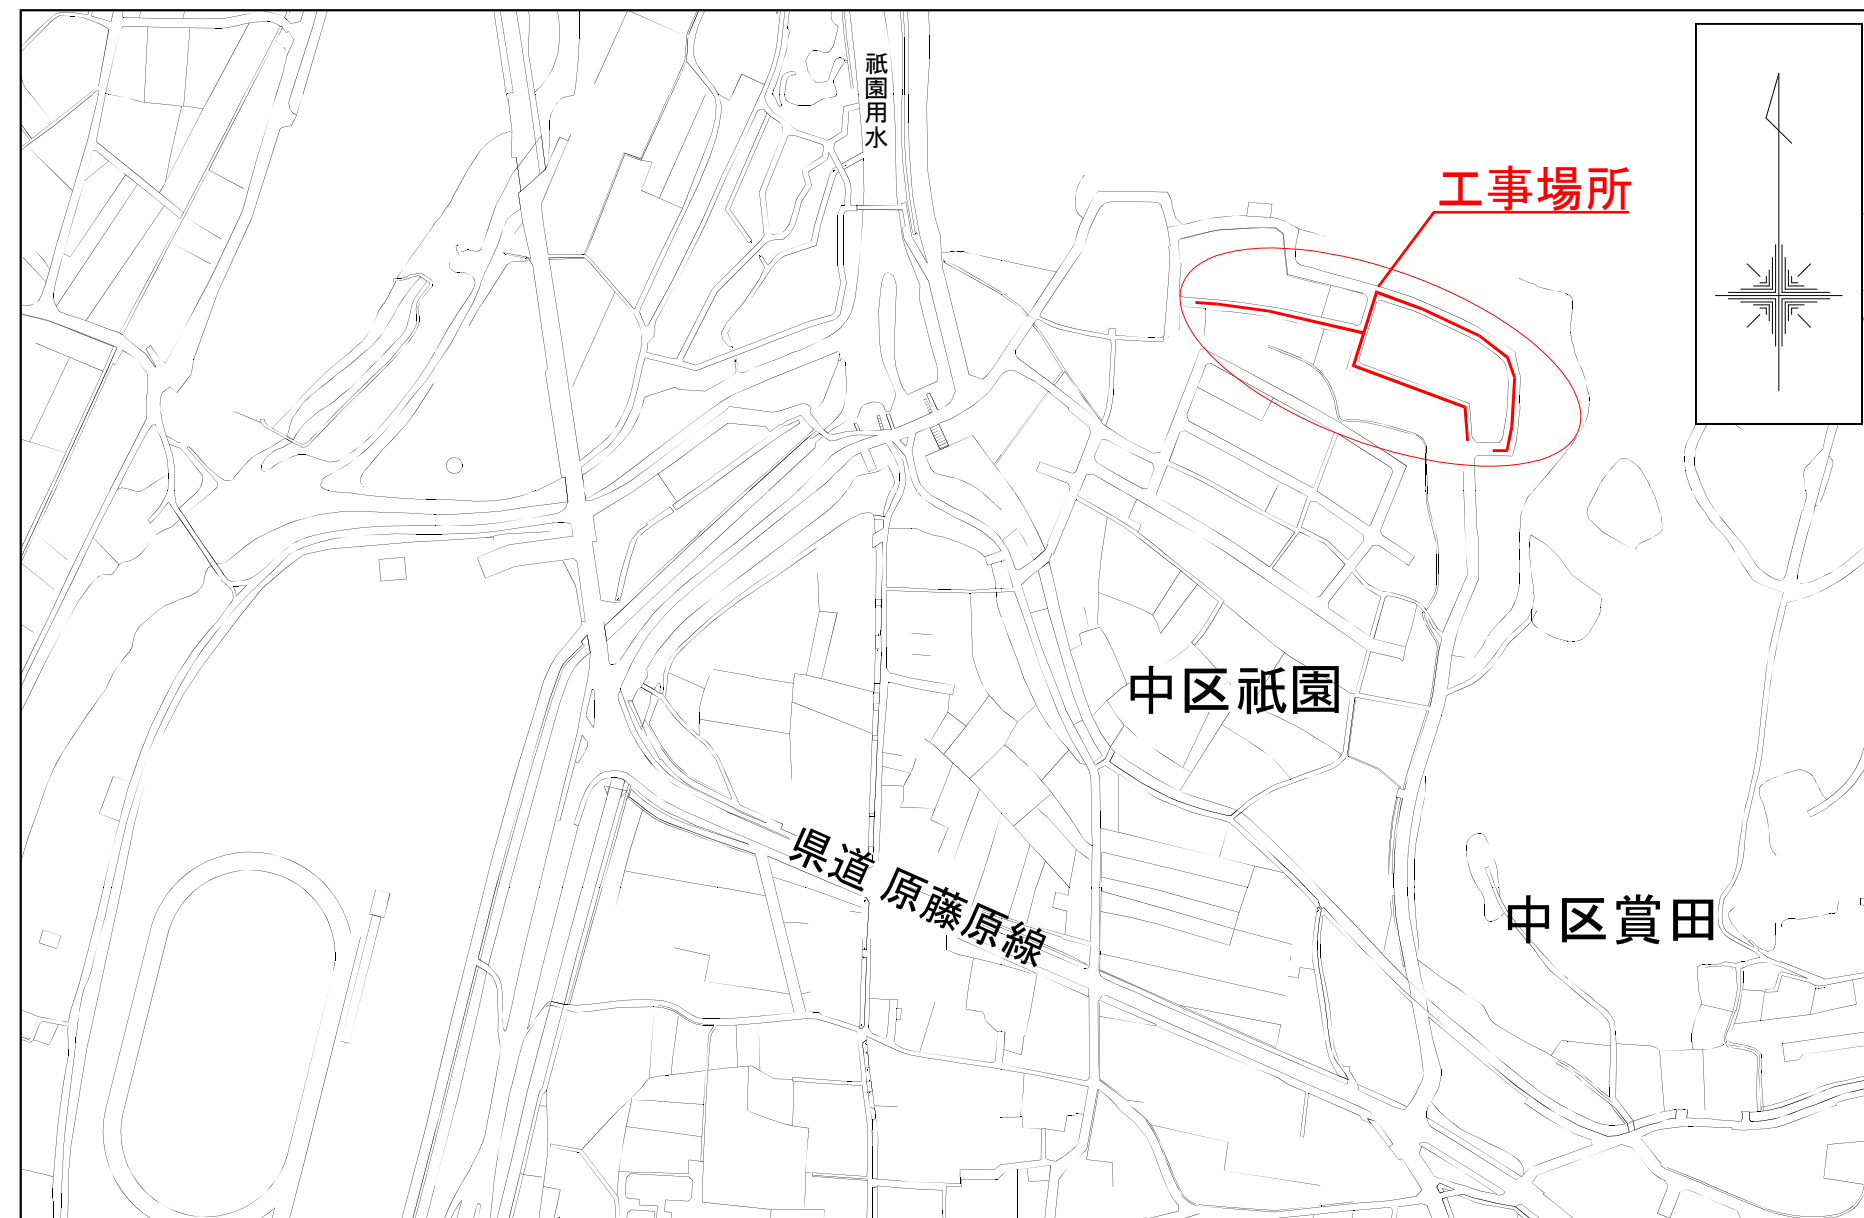 祇園用水
工事場所
中区祇園
県道 原藤原線
中区賞田